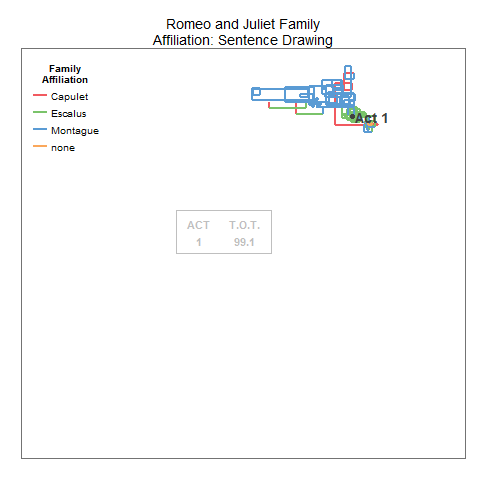 Romeo and Juliet Family
Affiliation: Sentence Drawing
Family
Affiliation
Capulet
Escalus
Montague
none
Act 1
ACT T.O.T.
1 99.1